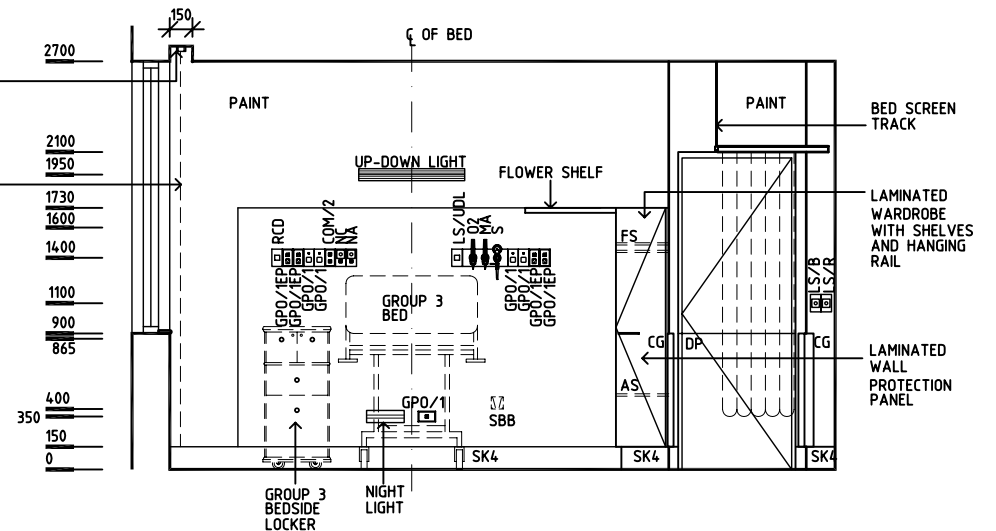 150
2700
℄ OF BED
PAINT
PAINT
BED SCREEN
TRACK
2100
1950
UP-DOWN LIGHT
FLOWER SHELF
1730
1600
1400
1100
900
865
400
350
150
0
RCD
COM/2
NC
NA
LS/UDL
O2
MA
S
GPO/1EP
GPO/1EP
GPO/1
GPO/1
GPO/1
GPO/1
GPO/1EP
GPO/1EP
FS
LAMINATED
WARDROBE
WITH SHELVES
AND HANGING
RAIL
LS/B
LS/R
GROUP 3
BED
CG
DP
CG
LAMINATED
WALL
PROTECTION
PANEL
AS
GPO/1
SBB
SK4
SK4
SK4
GROUP 3
BEDSIDE
LOCKER
NIGHT
LIGHT